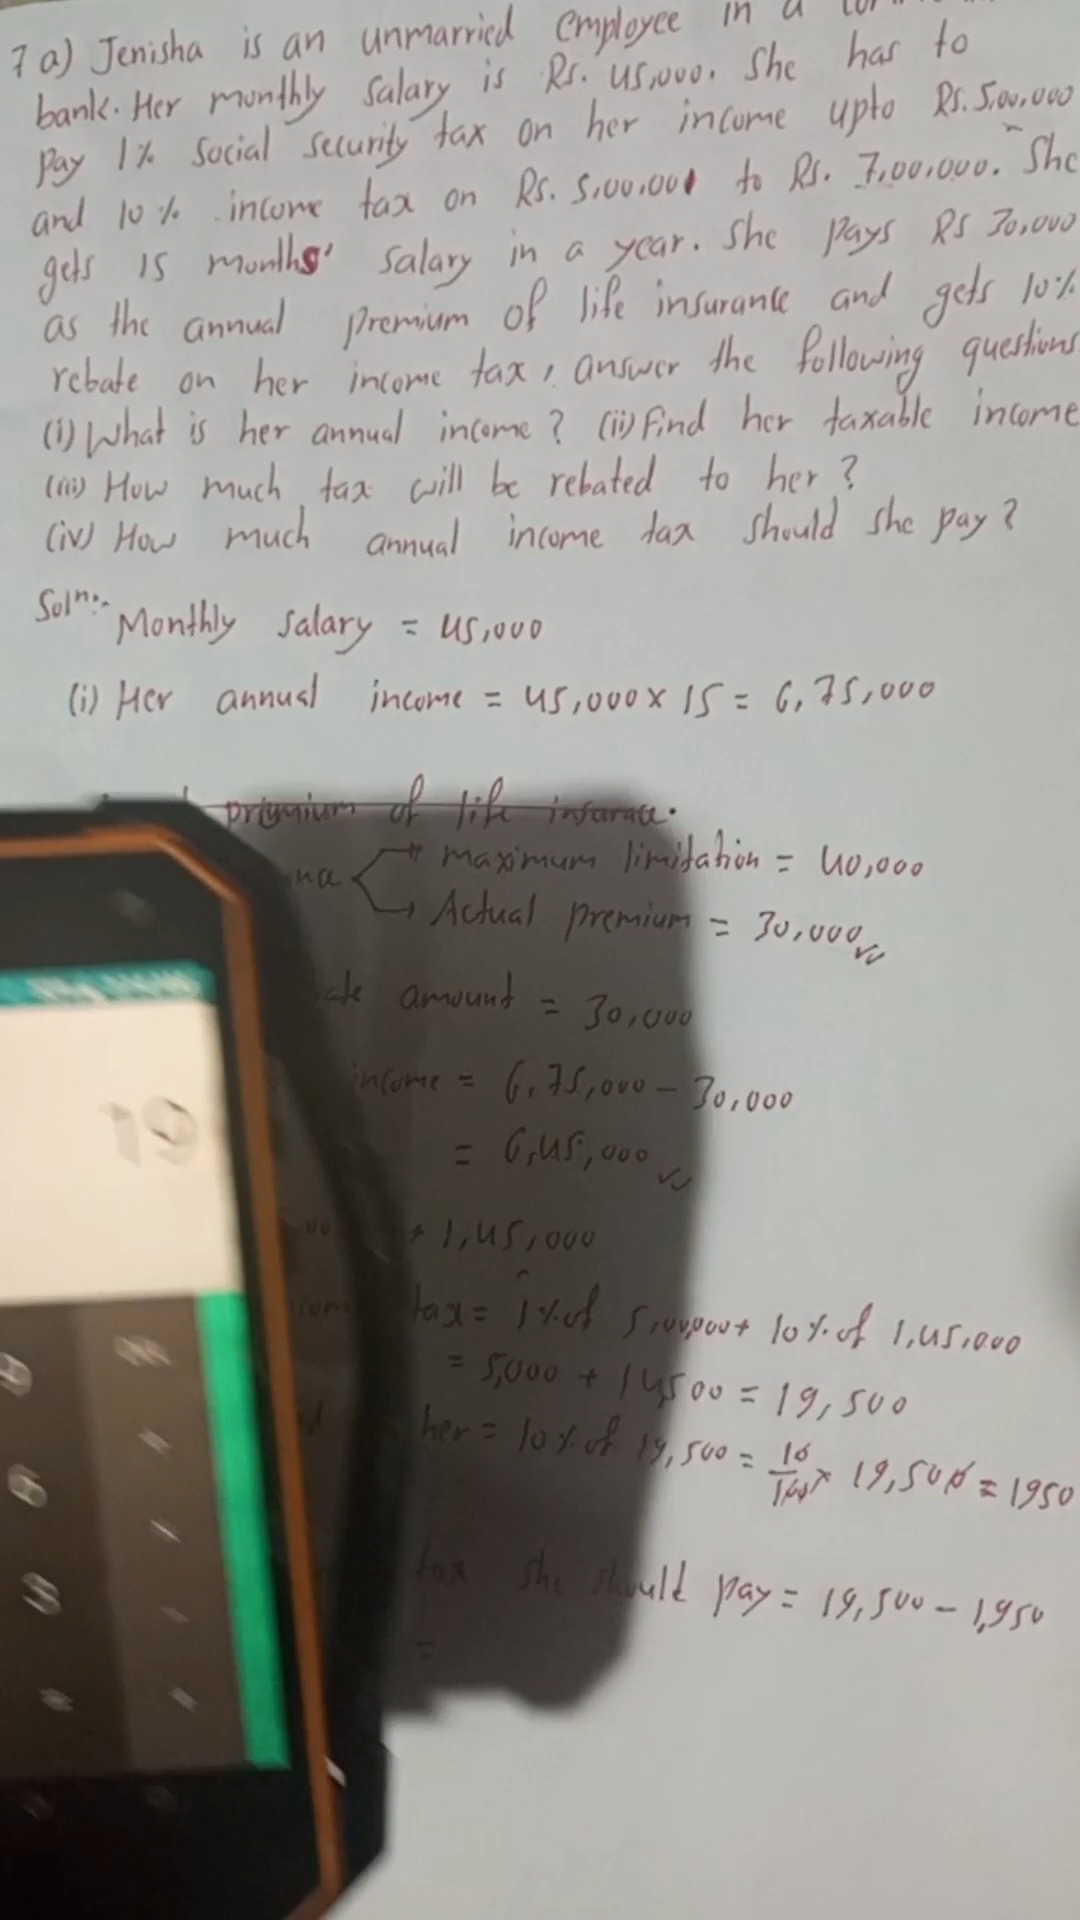 7 a) Jenisha is an unmarried employee in a
bank. Her monthly salary is Rs. 45,000. She has to
pay 1% social security tax on her income upto Rs. 5,00,000
and 10% income tax on Rs. 5,00,001 to Rs. 7,00,000. She
gets 15 months' salary in a year. She pays RS 30,000
as the annual premium of life insurance and gets 10%
rebate on her income tax, answer the following questions
(i) What is her annual income? (ii) Find her taxable income
(iii) How much tax will be rebated to her?
(iv) How much annual income tax should she pay?
Solⁿ:-
Monthly salary = 45,000
(i) Her annual income = 45,000 x 15 = 6,75,000
premium of life insurace.
→ maximum limitation = 40,000
→ Actual premium = 30,000
amount = 30,000
income = 6,75,000 - 30,000
= 6,45,000
+ 1,45,000
tax = 1% of 5,00,000 + 10% of 1,45,000
= 5,000 + 14,500 = 19,500
her = 10% of 19,500 = 10/100 x 19,500 = 1950
tax she should pay = 19,500 - 1,950
=
19